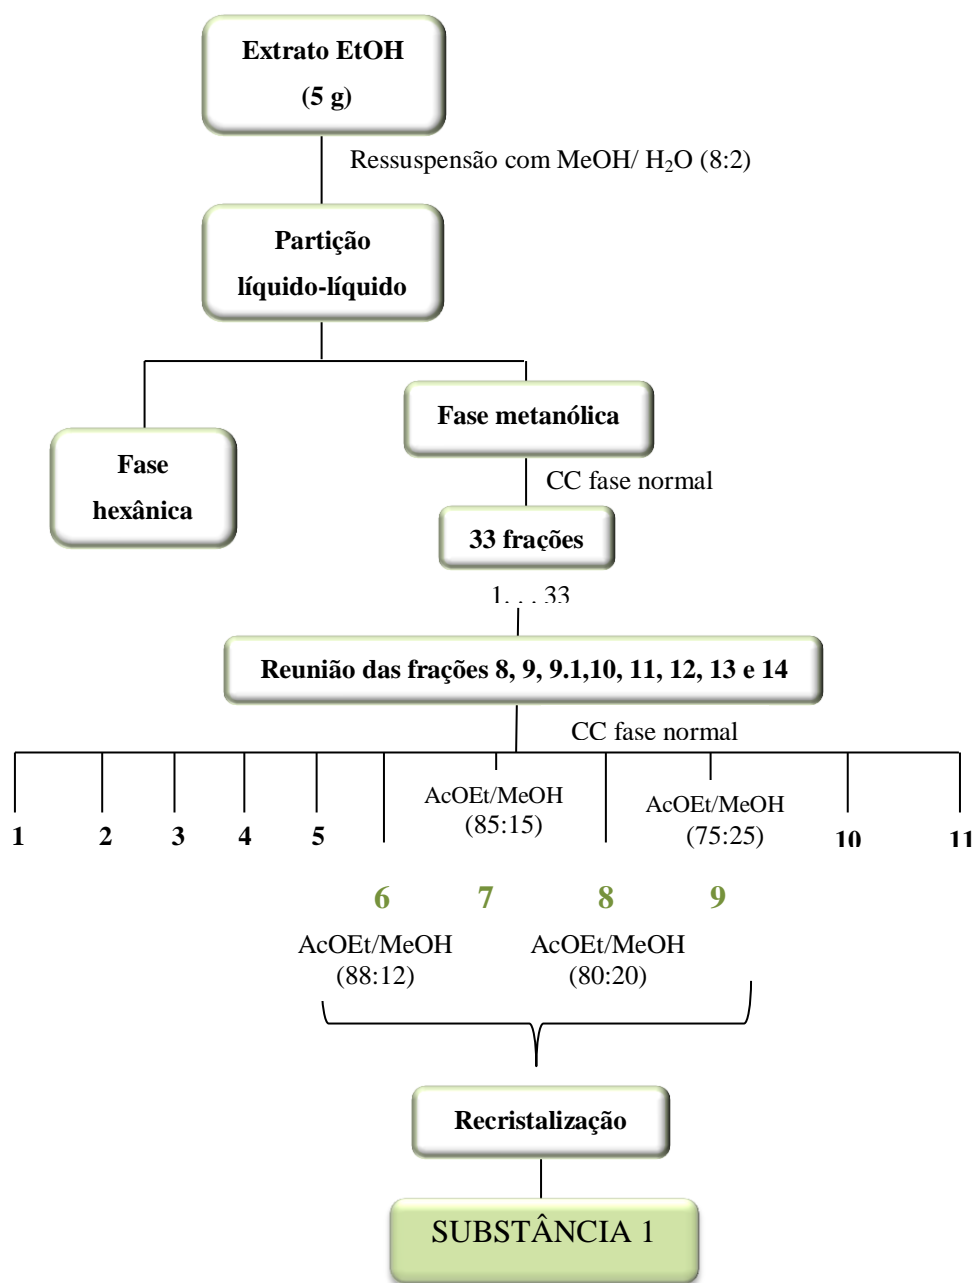 Extrato EtOH
(5 g)
Ressuspensão com MeOH/ H₂O (8:2)
Partição
líquido-líquido
Fase metanólica
Fase
hexânica
CC fase normal
33 frações
1. . . 33
Reunião das frações 8, 9, 9.1,10, 11, 12, 13 e 14
CC fase normal
AcOEt/MeOH
(85:15)
AcOEt/MeOH
(75:25)
1 2 3 4 5 10 11
6 7 8 9
AcOEt/MeOH
(88:12)
AcOEt/MeOH
(80:20)
Recristalização
SUBSTÂNCIA 1